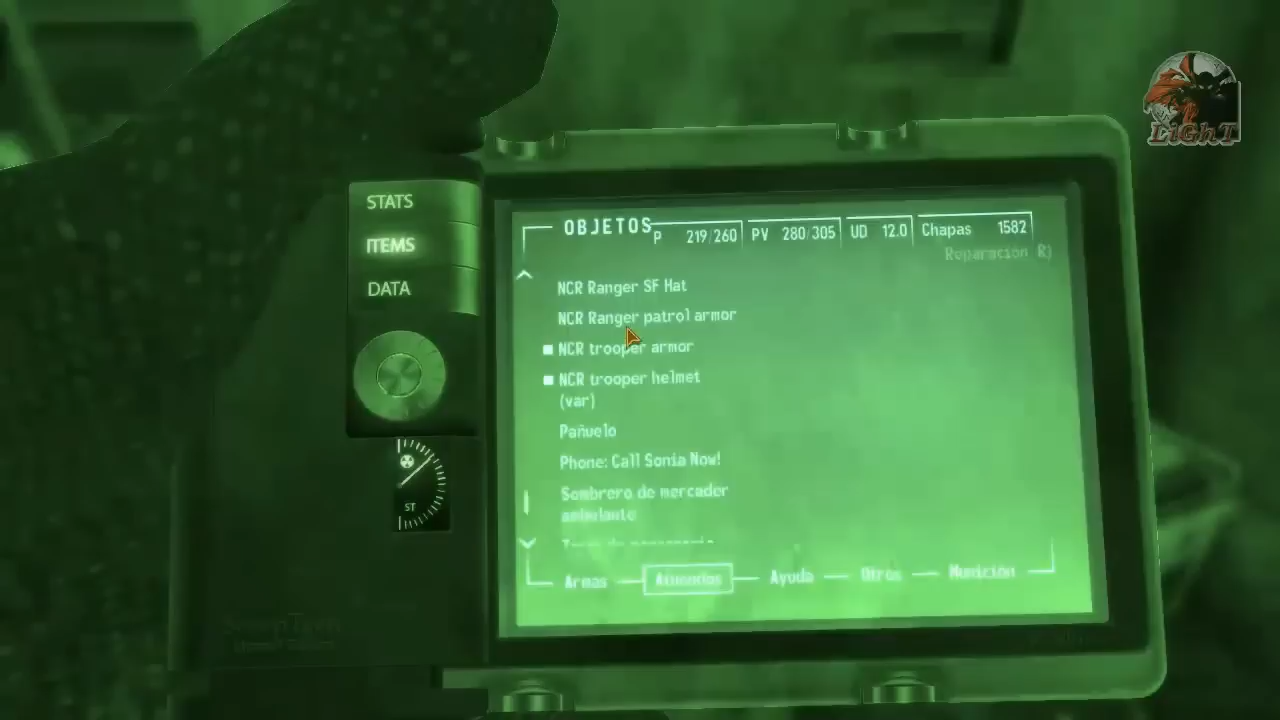 LiGhT
STATS
ITEMS
DATA
OBJETOS
P 219/260
PV 280/305
UD 12.0
Chapas 1582
Reparación R)
NCR Ranger SF Hat
NCR Ranger patrol armor
NCR trooper armor
NCR trooper helmet
(var)
Pañuelo
Phone: Call Sonia Now!
Sombrero de mercader
ambulante
ST
Armas
Atuendos
Ayuda
Otros
Munición